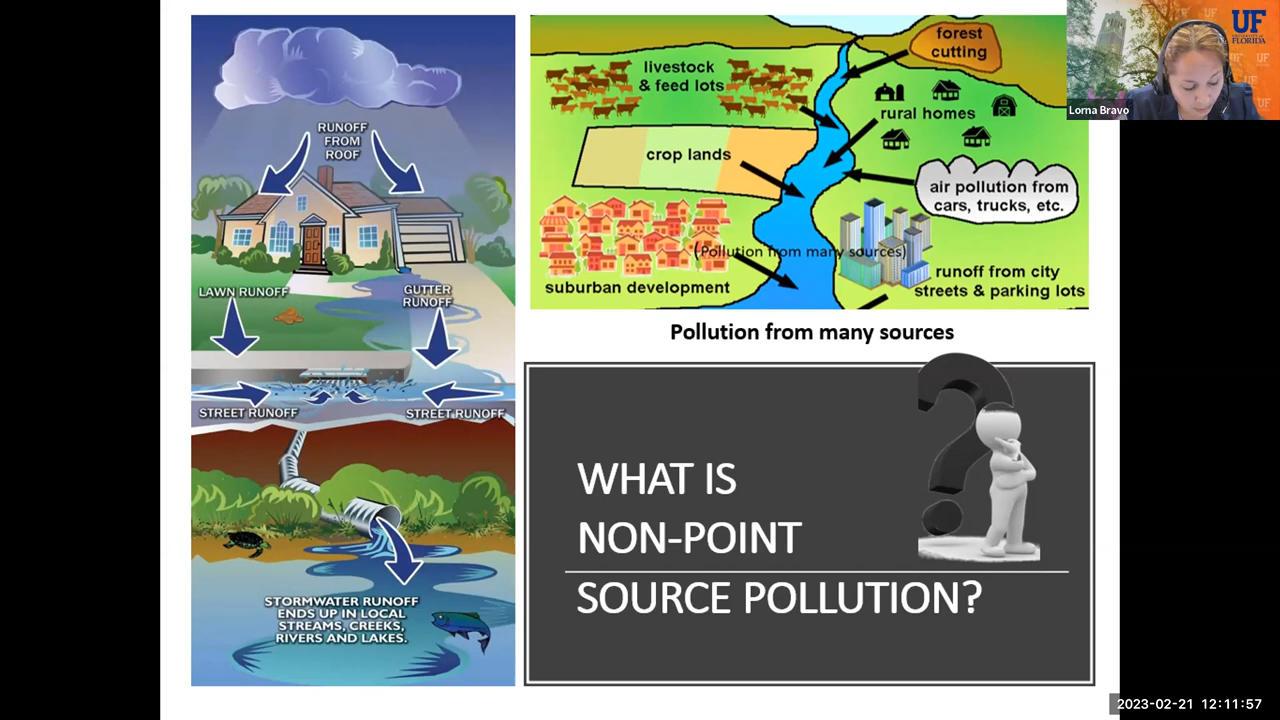 RUNOFF
FROM
ROOF
LAWN RUNOFF
GUTTER
RUNOFF
STREET RUNOFF
STREET RUNOFF
STORMWATER RUNOFF
ENDS UP IN LOCAL
STREAMS, CREEKS,
RIVERS AND LAKES.
forest
cutting
livestock
& feed lots
rural homes
crop lands
air pollution from
cars, trucks, etc.
(Pollution from many sources)
suburban development
runoff from city
streets & parking lots
Pollution from many sources
WHAT IS
NON-POINT
SOURCE POLLUTION?
UF
UNIVERSITY of
FLORIDA
Lorna Bravo
2023-02-21 12:11:57